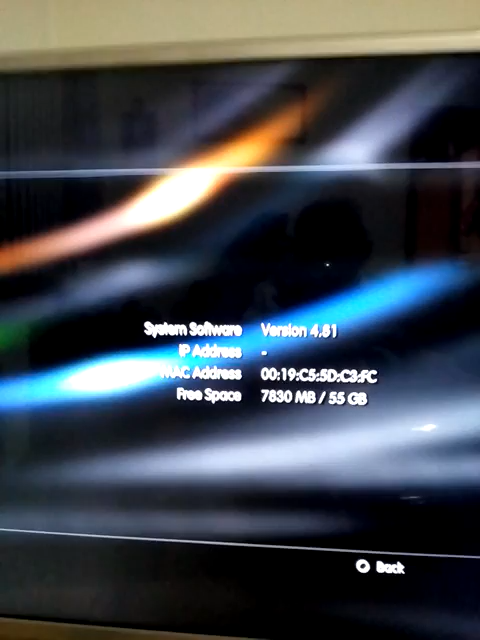 System Software Version 4.81
IP Address -
MAC Address 00:19:C5:5D:C3:FC
Free Space 7830 MB / 55 GB
Back